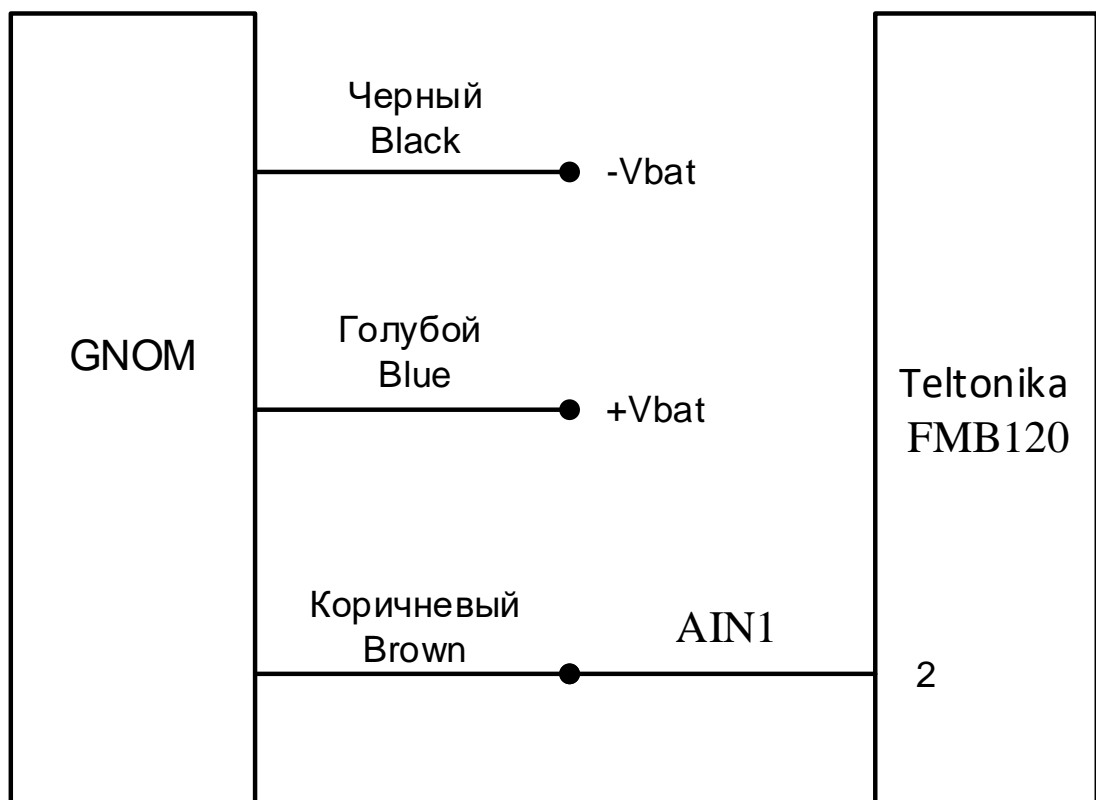 Черный
Black
-Vbat
GNOM
Голубой
Blue
+Vbat
Teltonika
FMB120
Коричневый
Brown
AIN1
2